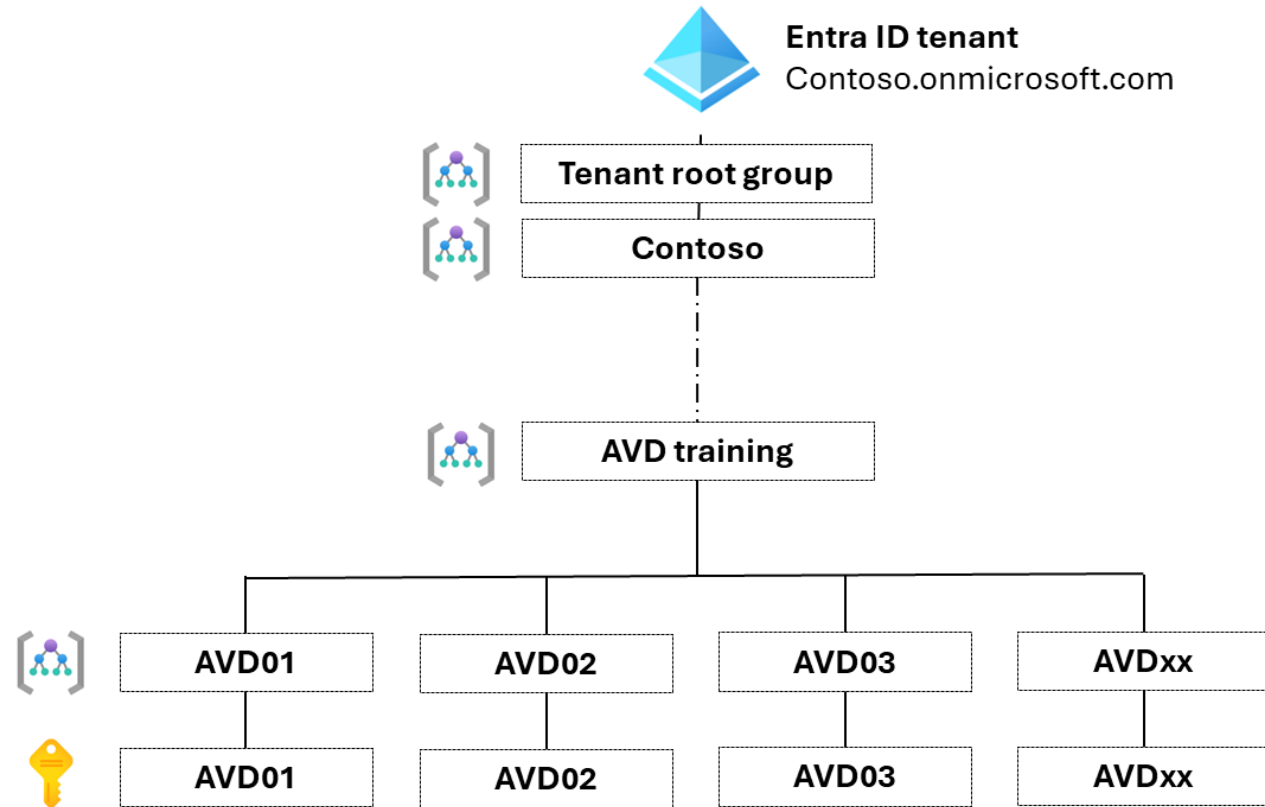 Entra ID tenant
Contoso.onmicrosoft.com
Tenant root group
Contoso
AVD training
AVD01
AVD02
AVD03
AVDxx
AVD01
AVD02
AVD03
AVDxx